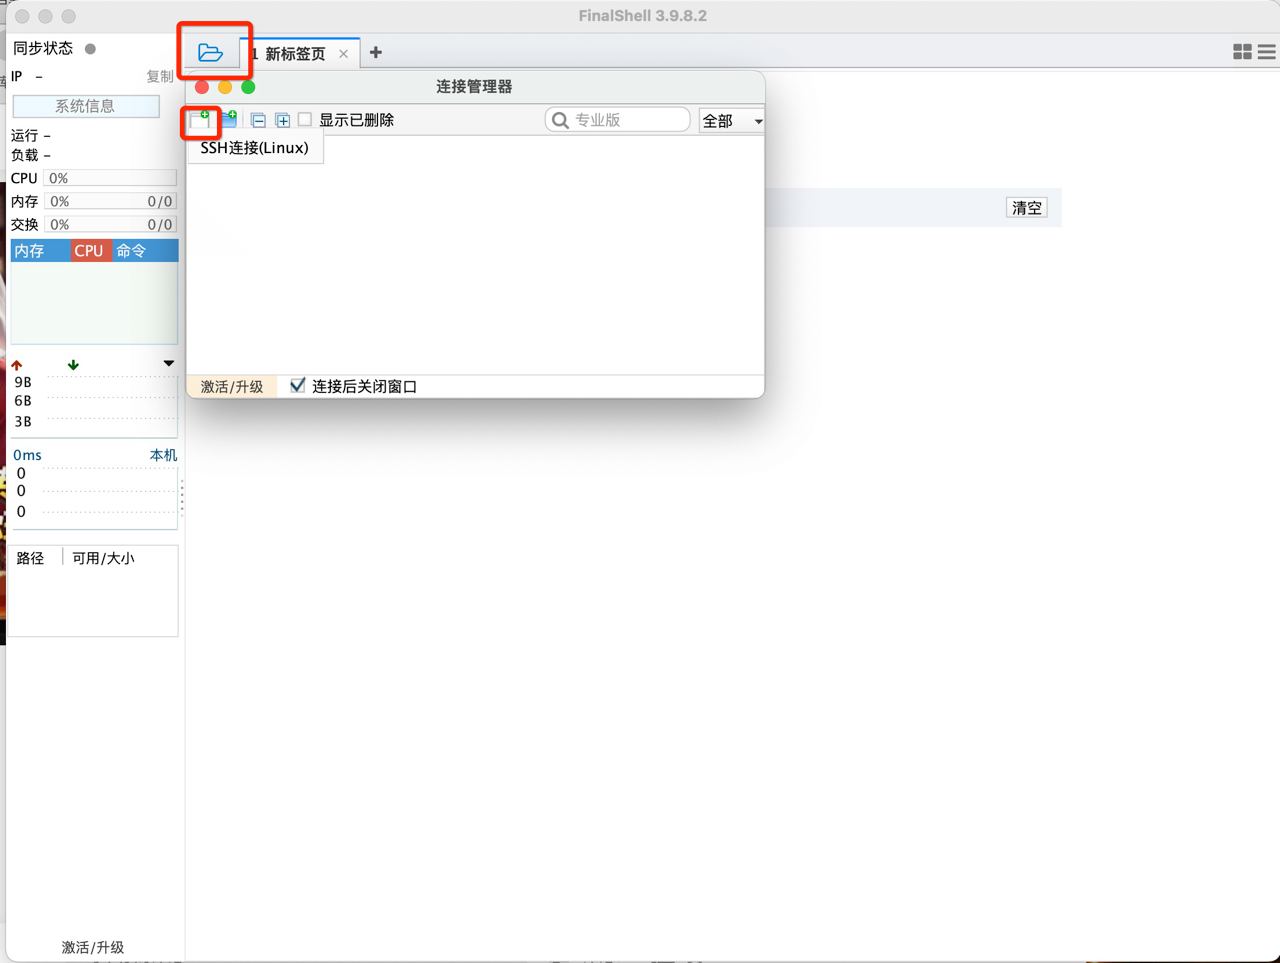 FinalShell 3.9.8.2
同步状态
1 新标签页
IP -
复制
连接管理器
系统信息
显示已删除
专业版
全部
运行 -
SSH连接(Linux)
负载 -
CPU 0%
内存 0% 0/0
清空
交换 0% 0/0
内存 CPU 命令
9B
激活/升级
连接后关闭窗口
6B
3B
0ms 本机
0
0
0
路径 可用/大小
激活/升级